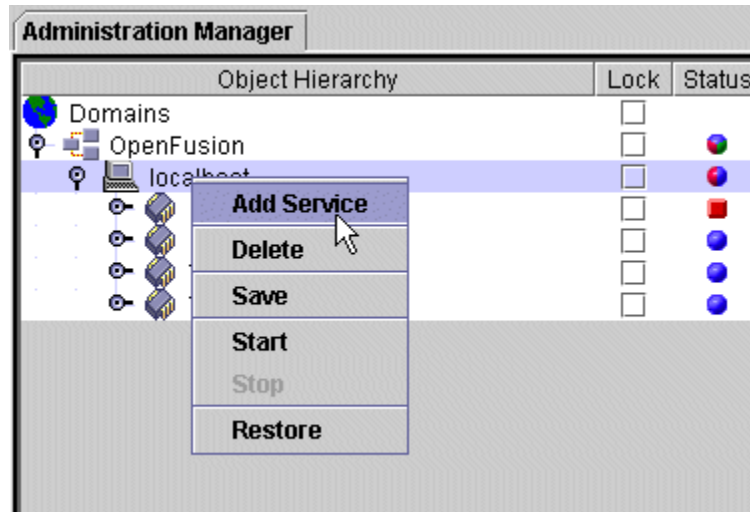 Administration Manager
Object Hierarchy Lock Status
Domains
OpenFusion
localhost
Add Service
Delete
Save
Start
Stop
Restore